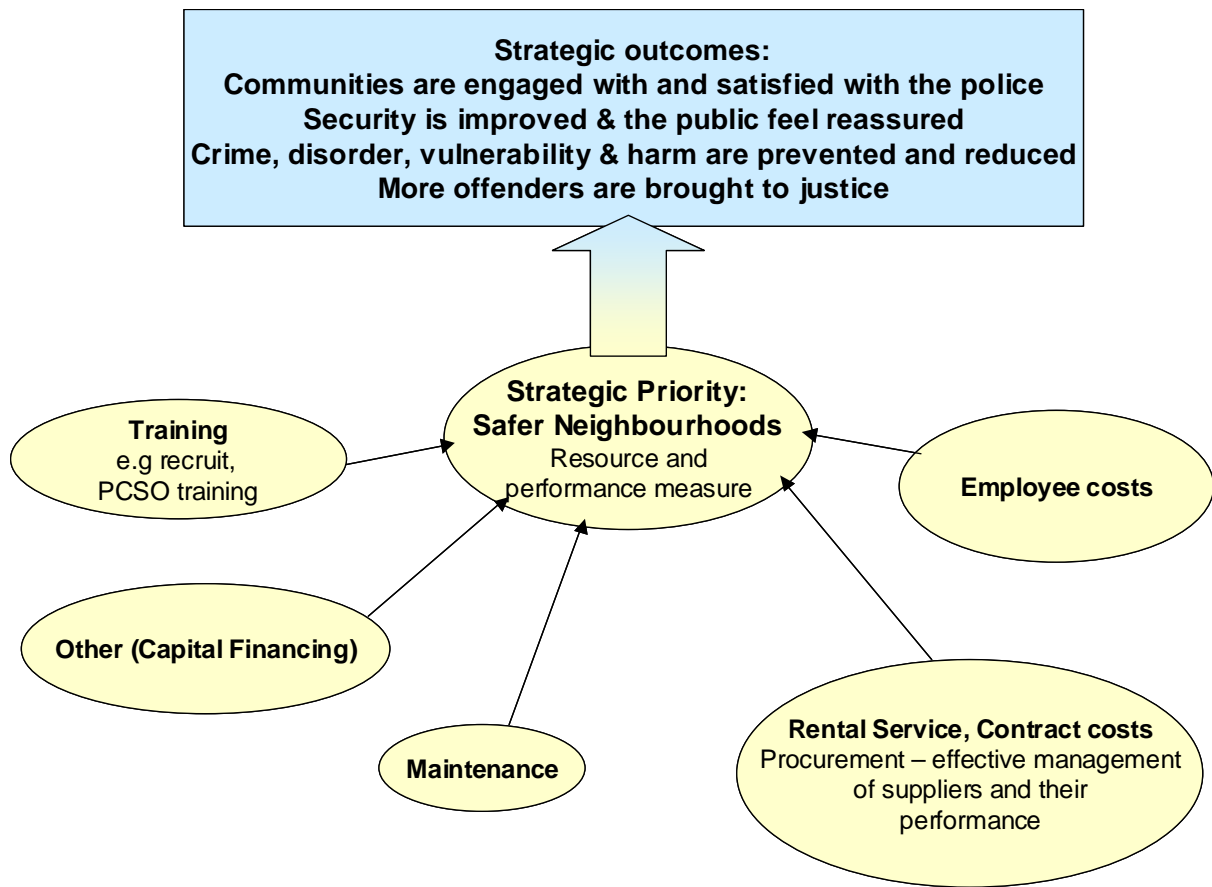 Strategic outcomes:
Communities are engaged with and satisfied with the police
Security is improved & the public feel reassured
Crime, disorder, vulnerability & harm are prevented and reduced
More offenders are brought to justice
Strategic Priority:
Safer Neighbourhoods
Resource and
performance measure
Training
e.g recruit,
PCSO training
Employee costs
Other (Capital Financing)
Maintenance
Rental Service, Contract costs
Procurement – effective management
of suppliers and their
performance